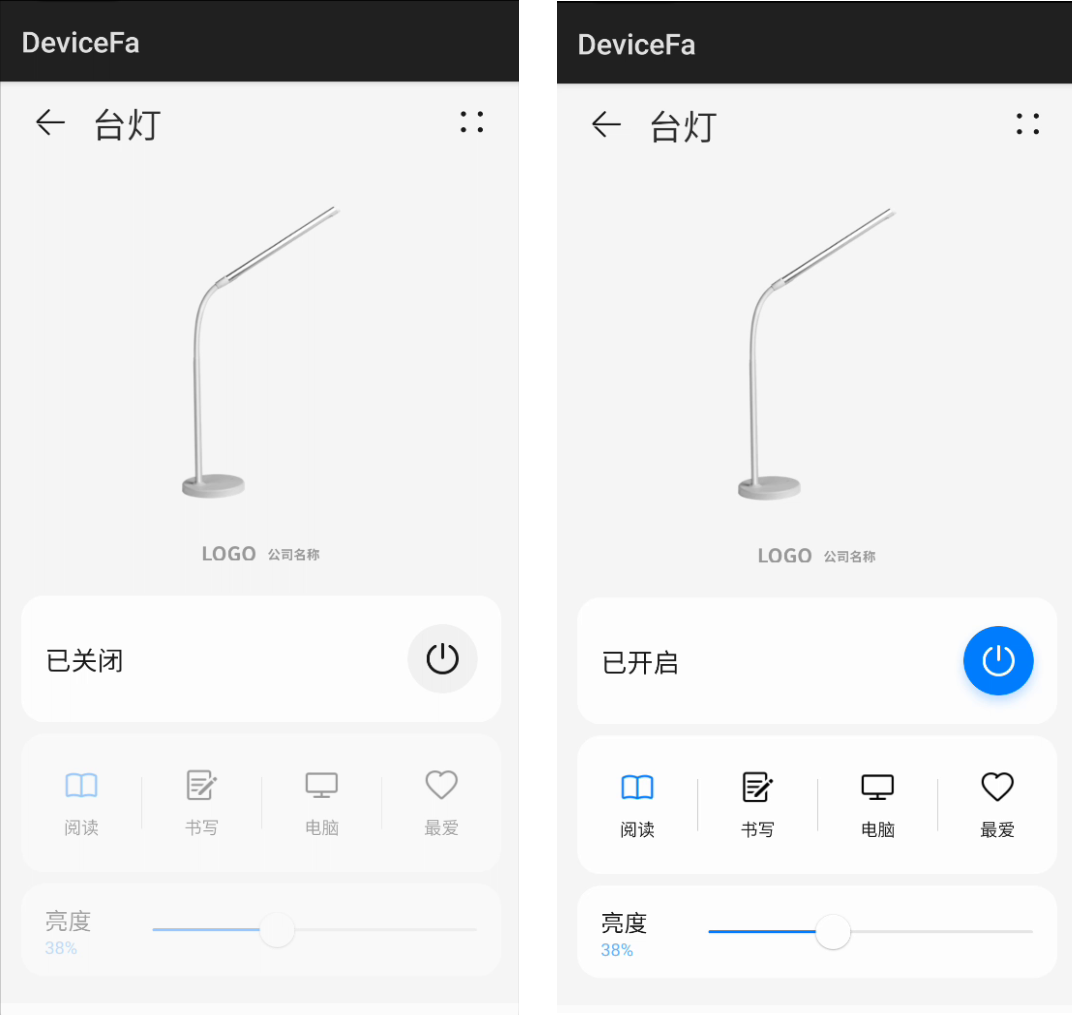 DeviceFa
台灯
LOGO 公司名称
已关闭
阅读 书写 电脑 最爱
亮度
38%
DeviceFa
台灯
LOGO 公司名称
已开启
阅读 书写 电脑 最爱
亮度
38%